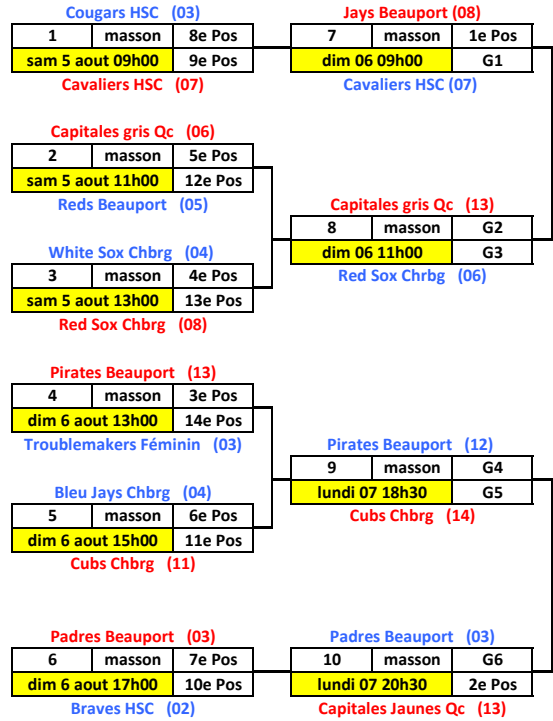 Cougars HSC (03)
1 masson 8e Pos
sam 5 aout 09h00 9e Pos
Cavaliers HSC (07)
Jays Beauport (08)
7 masson 1e Pos
dim 06 09h00 G1
Cavaliers HSC (07)
Capitales gris Qc (06)
2 masson 5e Pos
sam 5 aout 11h00 12e Pos
Reds Beauport (05)
White Sox Chbrg (04)
3 masson 4e Pos
sam 5 aout 13h00 13e Pos
Red Sox Chbrg (08)
Capitales gris Qc (13)
8 masson G2
dim 06 11h00 G3
Red Sox Chrbg (06)
Pirates Beauport (13)
4 masson 3e Pos
dim 6 aout 13h00 14e Pos
Troublemakers Féminin (03)
Bleu Jays Chbrg (04)
5 masson 6e Pos
dim 6 aout 15h00 11e Pos
Cubs Chbrg (11)
Pirates Beauport (12)
9 masson G4
lundi 07 18h30 G5
Cubs Chbrg (14)
Padres Beauport (03)
6 masson 7e Pos
dim 6 aout 17h00 10e Pos
Braves HSC (02)
Padres Beauport (03)
10 masson G6
lundi 07 20h30 2e Pos
Capitales Jaunes Qc (13)